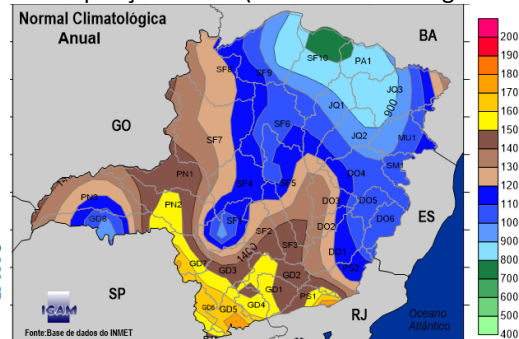 Normal Climatológica
Anual
BA
GO
ES
SP
RJ
Oceano
Atlântico
SF10
PA1
SF9
SF8
JQ3
900
JQ1
SF6
JQ2
MU1
SF7
SM1
PN1
DO4
SF4
SF5
PN3
PN2
DO3
DO5
GD8
SF1
DO6
SF2
DO2
SF3
1400
DO1
PS2
GD7
GD3
GD2
GD1
PS1
GD4
GD6
GD5
IGAM
Fonte:Base de dados do INMET
200
190
180
170
160
150
140
130
120
110
100
900
800
700
600
500
400